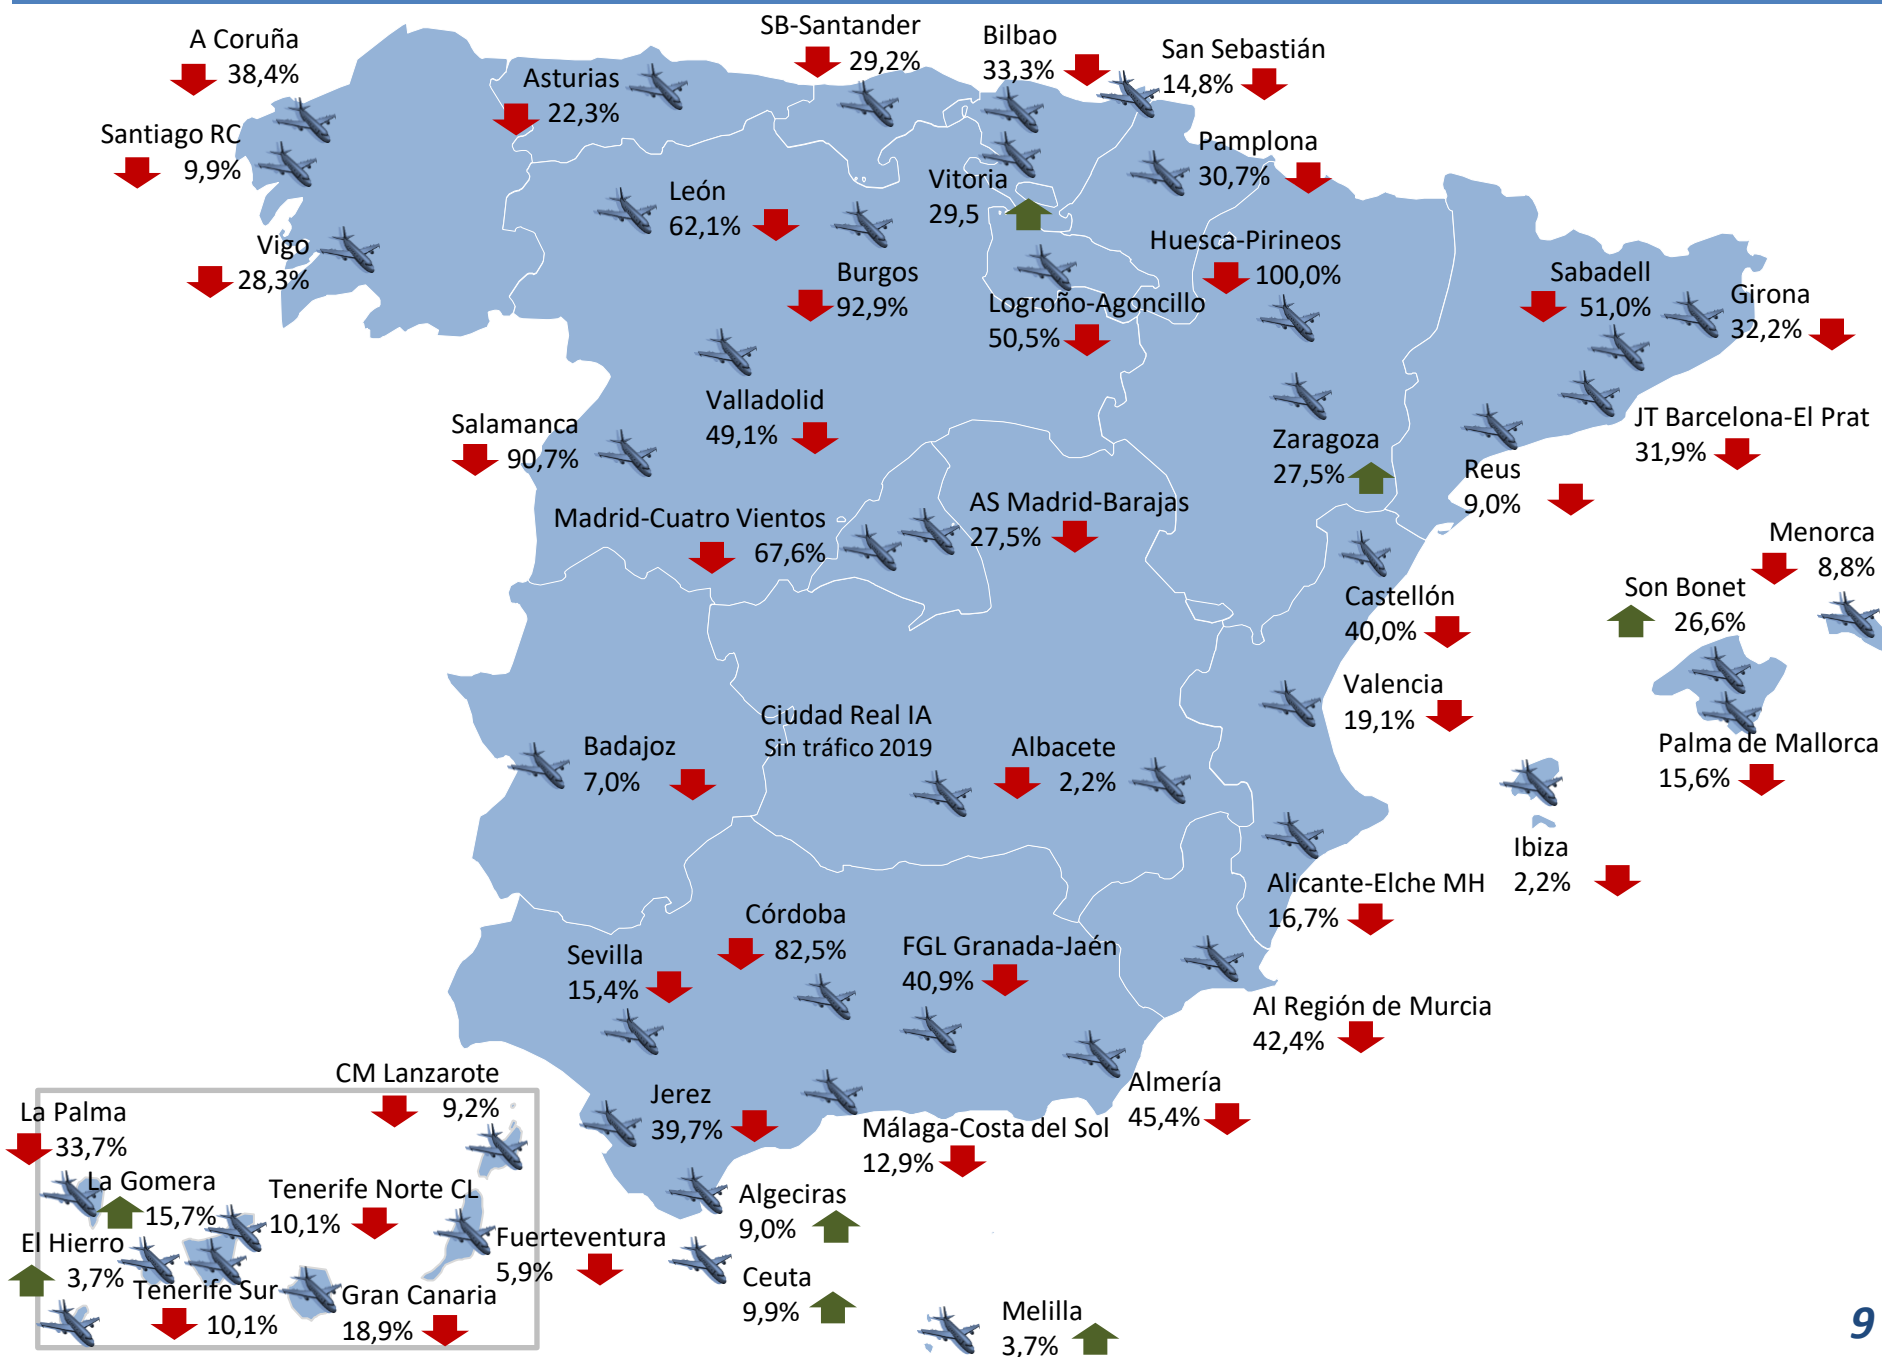 A Coruña
38,4%
Santiago RC
9,9%
Vigo
28,3%
Asturias
22,3%
SB-Santander
29,2%
Bilbao
33,3%
San Sebastián
14,8%
Pamplona
30,7%
Vitoria
29,5
León
62,1%
Burgos
92,9%
Huesca-Pirineos
100,0%
Logroño-Agoncillo
50,5%
Sabadell
51,0%
Girona
32,2%
Valladolid
49,1%
Salamanca
90,7%
Zaragoza
27,5%
JT Barcelona-El Prat
31,9%
Reus
9,0%
Madrid-Cuatro Vientos
67,6%
AS Madrid-Barajas
27,5%
Menorca
8,8%
Son Bonet
26,6%
Castellón
40,0%
Valencia
19,1%
Palma de Mallorca
15,6%
Ciudad Real IA
Sin tráfico 2019
Badajoz
7,0%
Albacete
2,2%
Ibiza
2,2%
Alicante-Elche MH
16,7%
Córdoba
82,5%
Sevilla
15,4%
FGL Granada-Jaén
40,9%
AI Región de Murcia
42,4%
Almería
45,4%
Jerez
39,7%
Málaga-Costa del Sol
12,9%
CM Lanzarote
9,2%
La Palma
33,7%
La Gomera
15,7%
Tenerife Norte CL
10,1%
El Hierro
3,7%
Tenerife Sur
10,1%
Gran Canaria
18,9%
Fuerteventura
5,9%
Algeciras
9,0%
Ceuta
9,9%
Melilla
3,7%
9